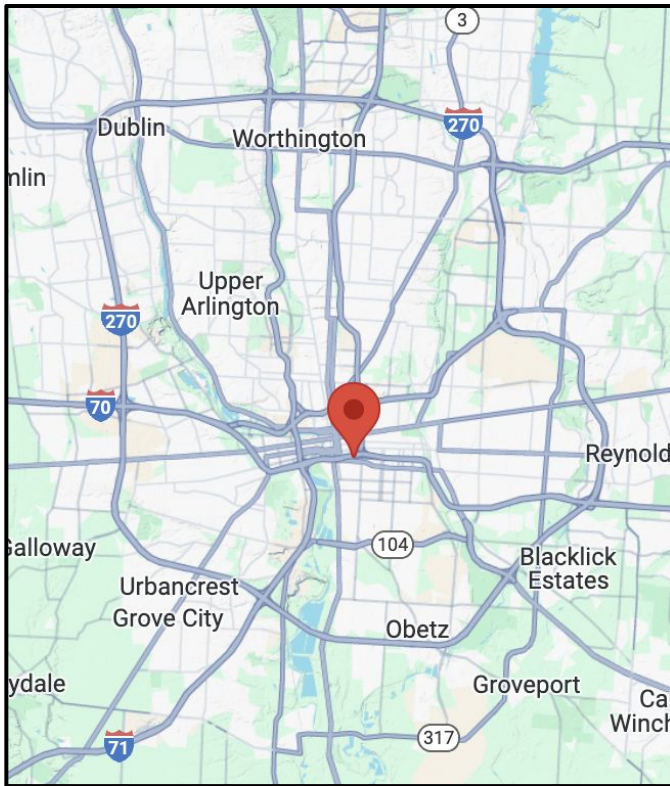 3
270
Dublin
Worthington
mlin
Upper
Arlington
270
70
Reynold
104
Galloway
Blacklick
Estates
Urbancrest
Grove City
Obetz
ydale
Groveport
Ca
Winch
317
71